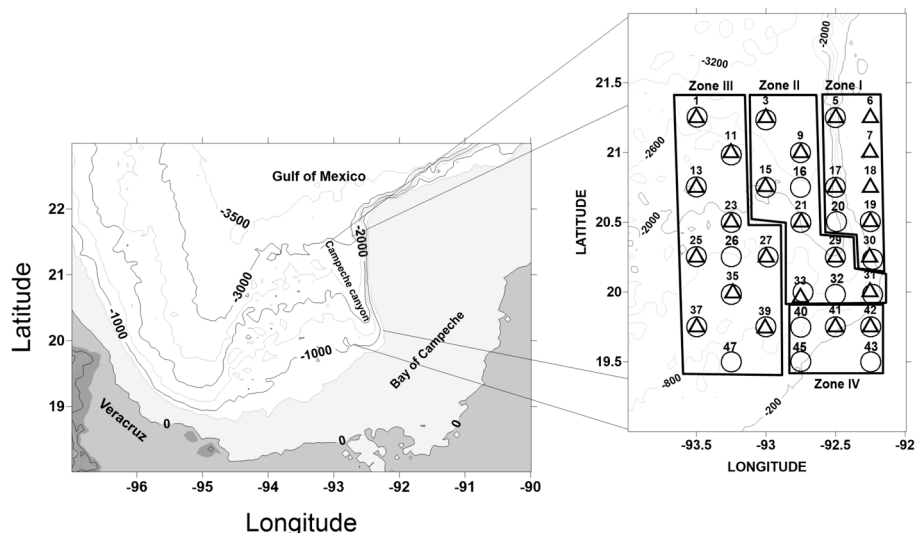 Gulf of Mexico
-3500
-3000
-2000
Campeche canyon
-1000
-1000
Bay of Campeche
Veracruz
0
0
0
22
21
20
19
Latitude
-96 -95 -94 -93 -92 -91 -90
Longitude
-2000
-3200
21.5
Zone III Zone II Zone I
1 3 5 6
11 9 7
-2600
21
13 15 16 17 18
-2000
23 21 20 19
20.5
25 26 27 29 30
35 33 32 31
20
37 39 40 41 42
47 45 43
19.5
-800
Zone IV
-200
LATITUDE
-93.5 -93 -92.5 -92
LONGITUDE